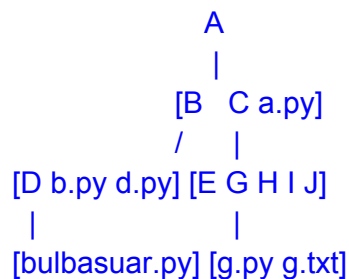 A
|
[B C a.py]
/ |
[D b.py d.py] [E G H I J]
| |
[bulbasuar.py] [g.py g.txt]